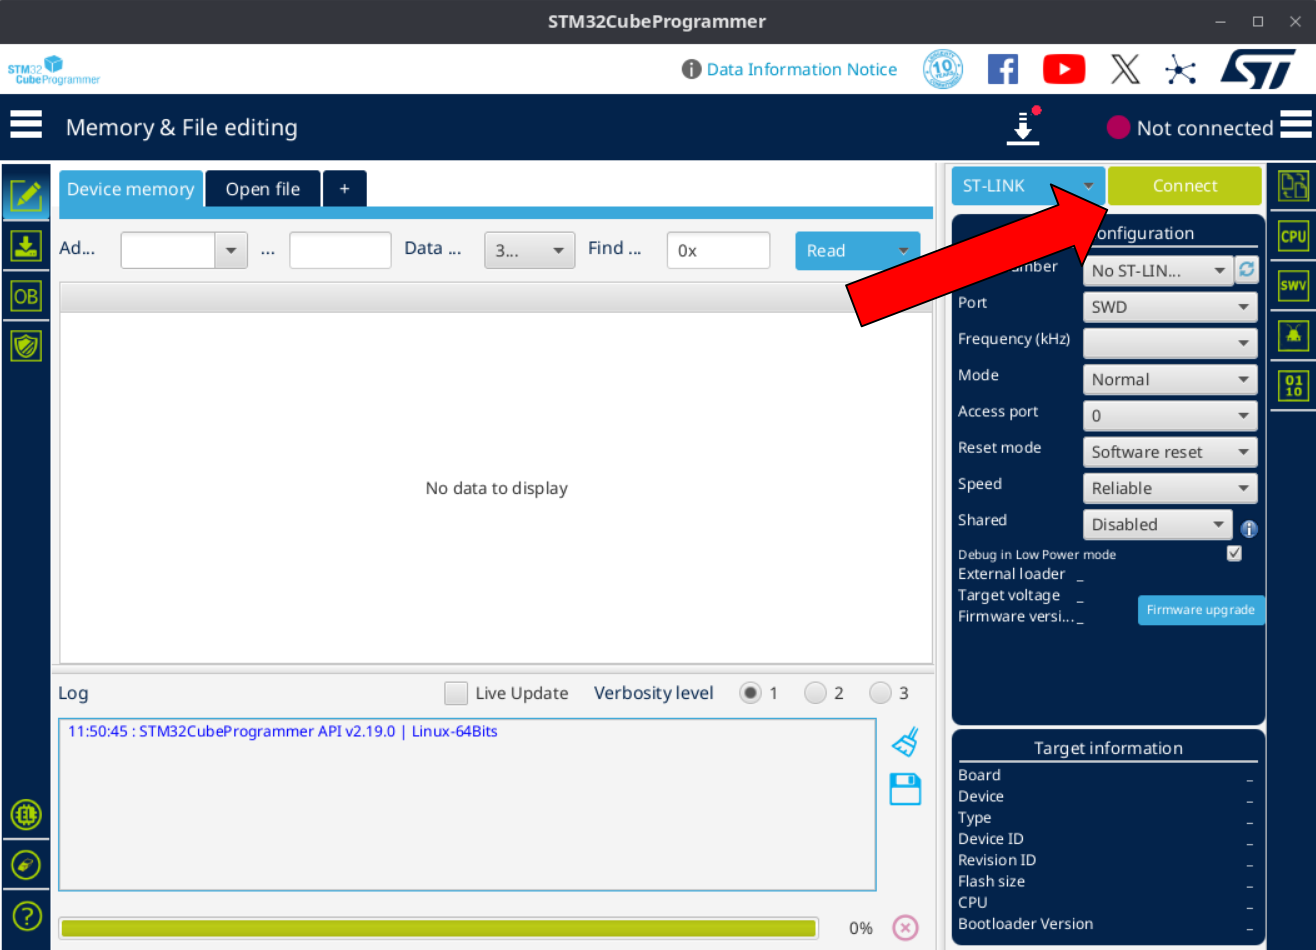 STM32CubeProgrammer
STM32
CubeProgrammer
Data Information Notice
10
ST
Memory & File editing
Not connected
Device memory
Open file
+
ST-LINK
Connect
Ad...
...
Data ...
3...
Find ...
0x
Read
No data to display
onfiguration
mber
No ST-LIN...
Port
SWD
Frequency (kHz)
Mode
Normal
Access port
0
Reset mode
Software reset
Speed
Reliable
Shared
Disabled
Debug in Low Power mode
External loader _
Target voltage _
Firmware versi... _
Firmware upgrade
Log
Live Update
Verbosity level
1
2
3
11:50:45 : STM32CubeProgrammer API v2.19.0 | Linux-64Bits
0%
Target information
Board _
Device _
Type _
Device ID _
Revision ID _
Flash size _
CPU _
Bootloader Version _
OB
EL
?
CPU
SWV
01
10